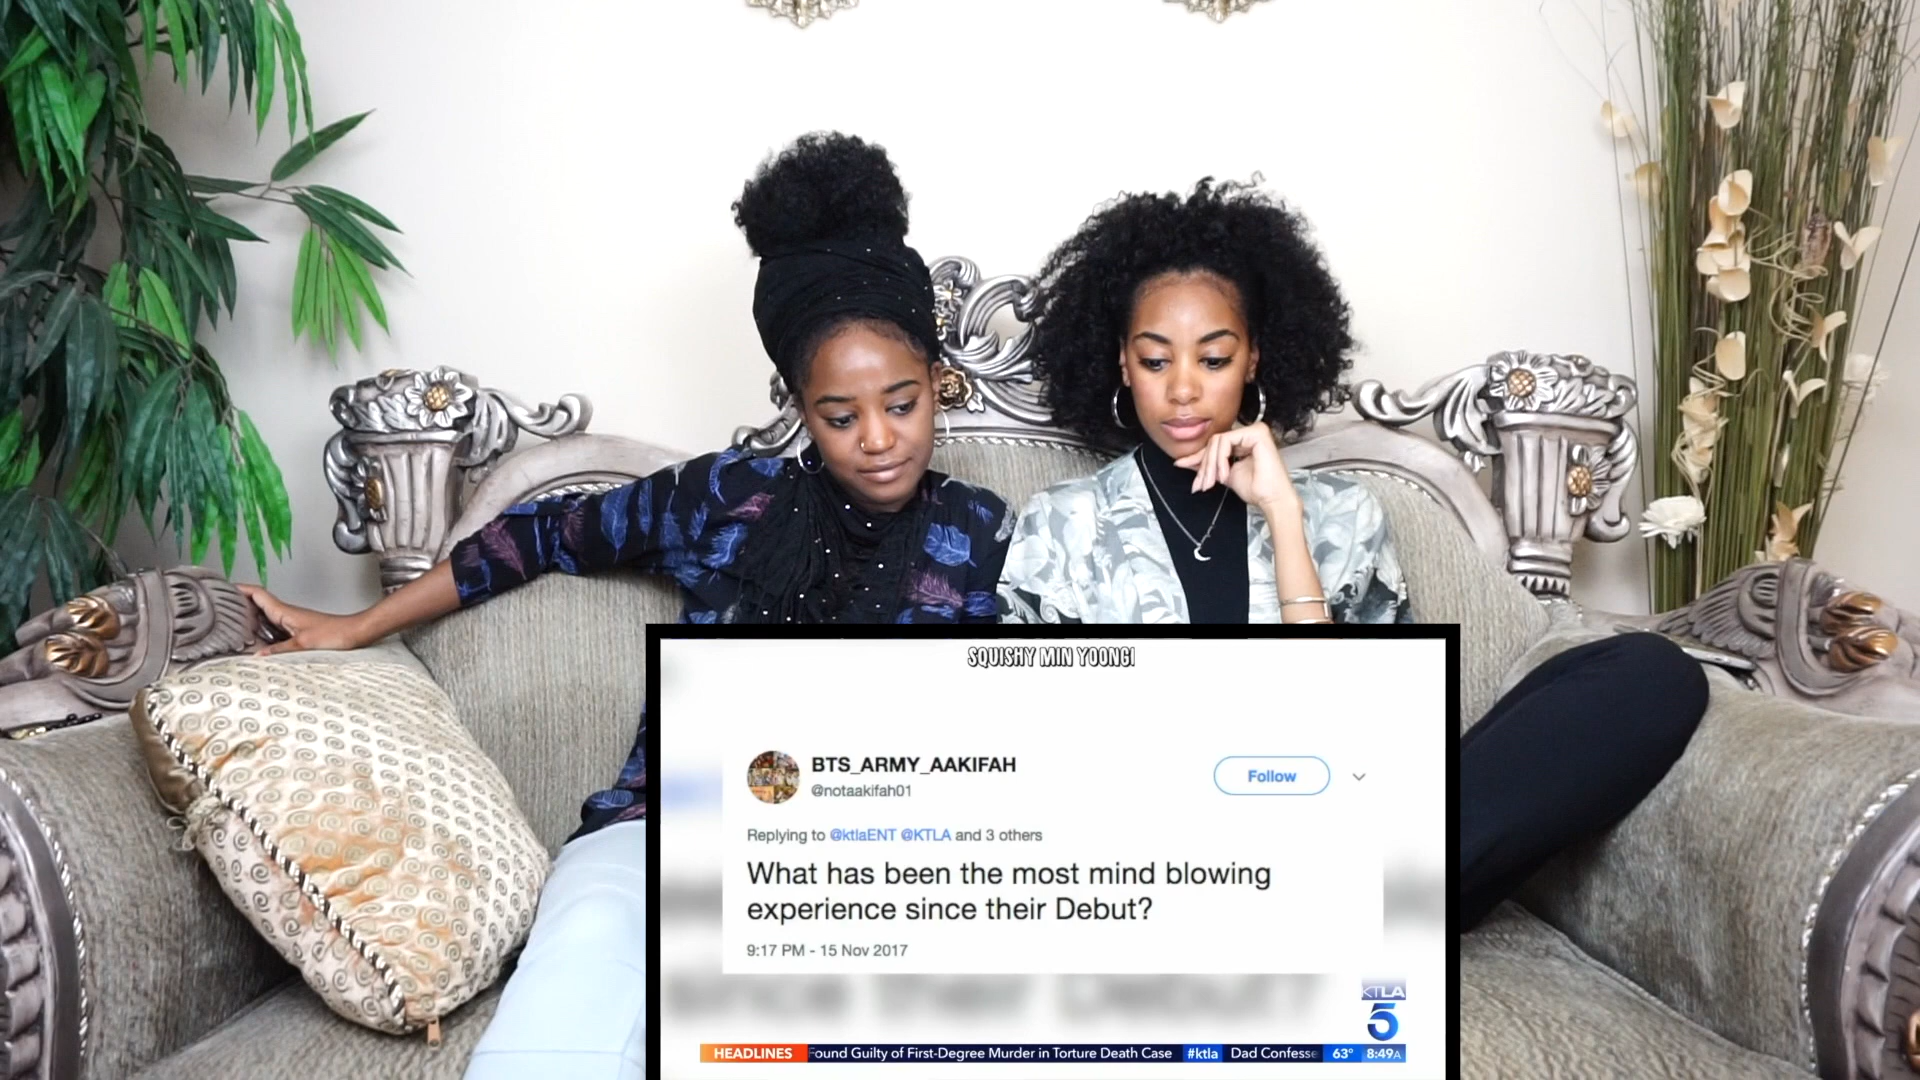 SQUISHY MIN YOONGI
BTS_ARMY_AAKIFAH
@notaakifah01
Follow
Replying to @ktlaENT @KTLA and 3 others
What has been the most mind blowing
experience since their Debut?
9:17 PM - 15 Nov 2017
KTLA
5
HEADLINES Found Guilty of First-Degree Murder in Torture Death Case #ktla Dad Confesse 63° 8:49A